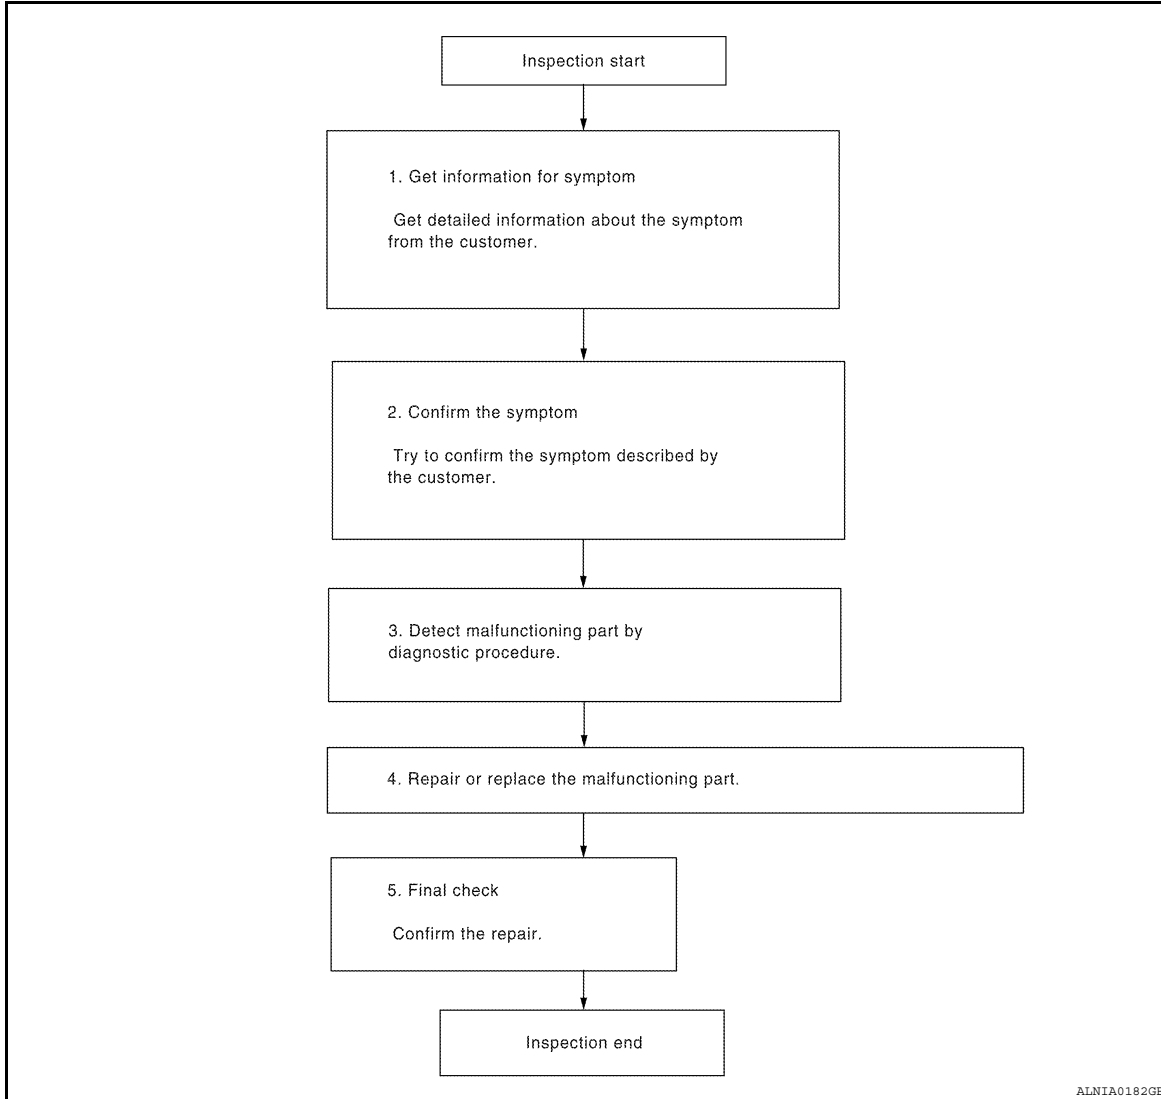 Inspection start
1. Get information for symptom
Get detailed information about the symptom
from the customer.
2. Confirm the symptom
Try to confirm the symptom described by
the customer.
3. Detect malfunctioning part by
diagnostic procedure.
4. Repair or replace the malfunctioning part.
5. Final check
Confirm the repair.
Inspection end